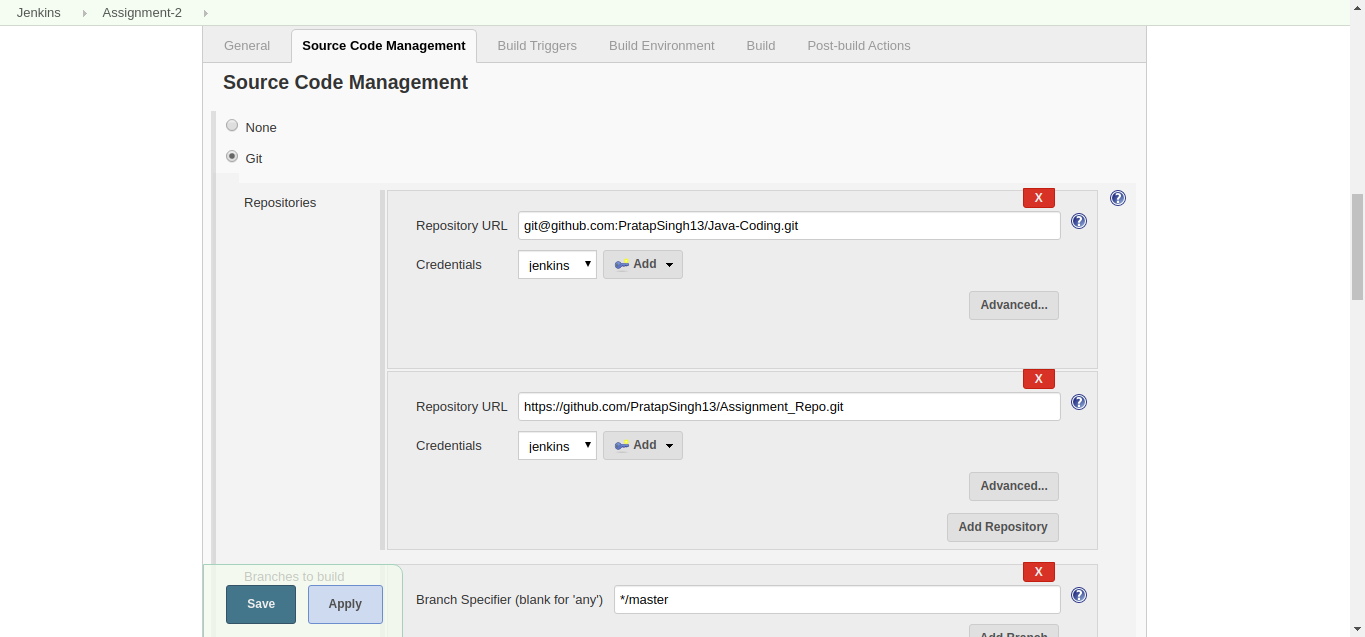 Jenkins Assignment-2
General Source Code Management Build Triggers Build Environment Build Post-build Actions
Source Code Management
None
Git
Repositories
X
?
Repository URL git@github.com:PratapSingh13/Java-Coding.git ?
Credentials jenkins Add
Advanced...
X
Repository URL https://github.com/PratapSingh13/Assignment_Repo.git ?
Credentials jenkins Add
Advanced...
Add Repository
Branches to build
X
Branch Specifier (blank for 'any') */master ?
Save Apply
Add Branch